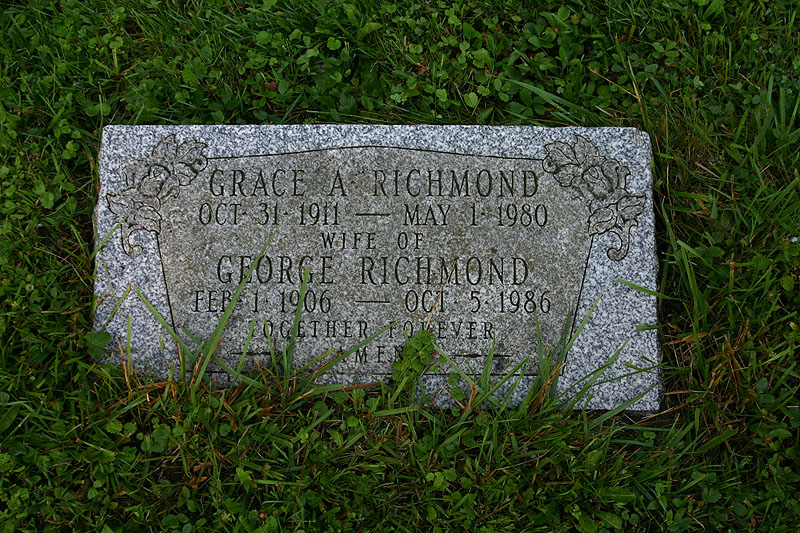 GRACE A. RICHMOND
OCT. 31. 1911 — MAY 1. 1980
WIFE OF
GEORGE RICHMOND
FEB. 1. 1906 — OCT. 5. 1986
TOGETHER FOREVER
AMEN